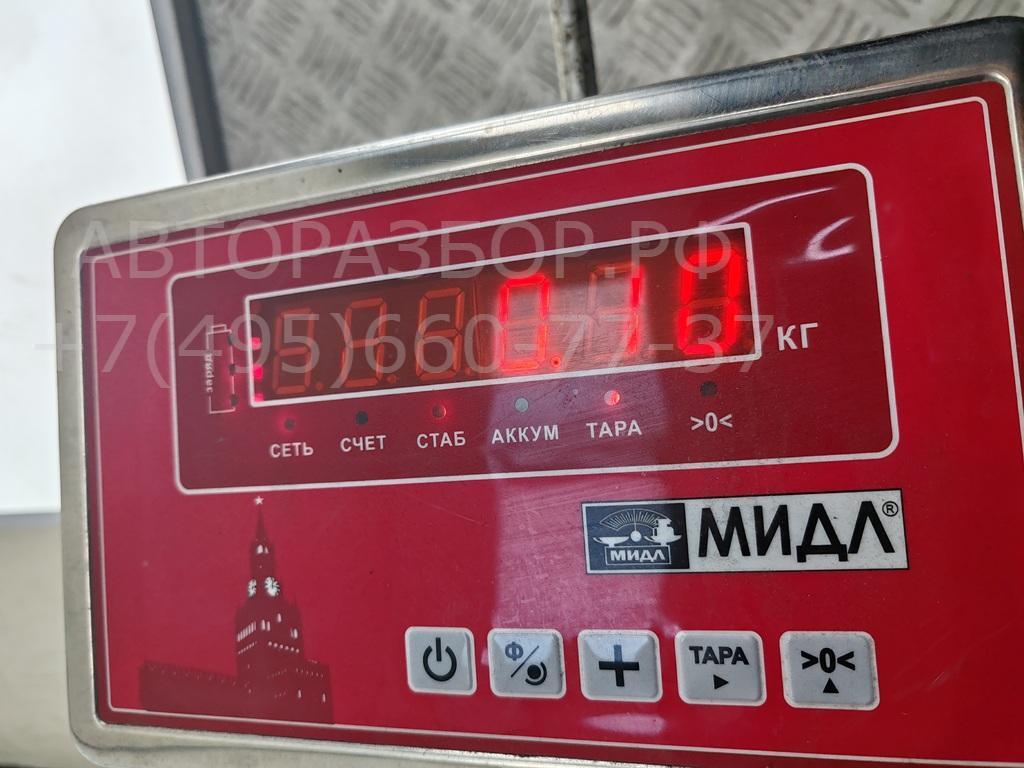 АВТОРАЗБОР.РФ
+7(495)660-77-37
0.10
КГ
заряд
СЕТЬ СЧЕТ СТАБ АККУМ ТАРА >0<
МИДЛ МИДЛ®
Ф ТАРА >0<